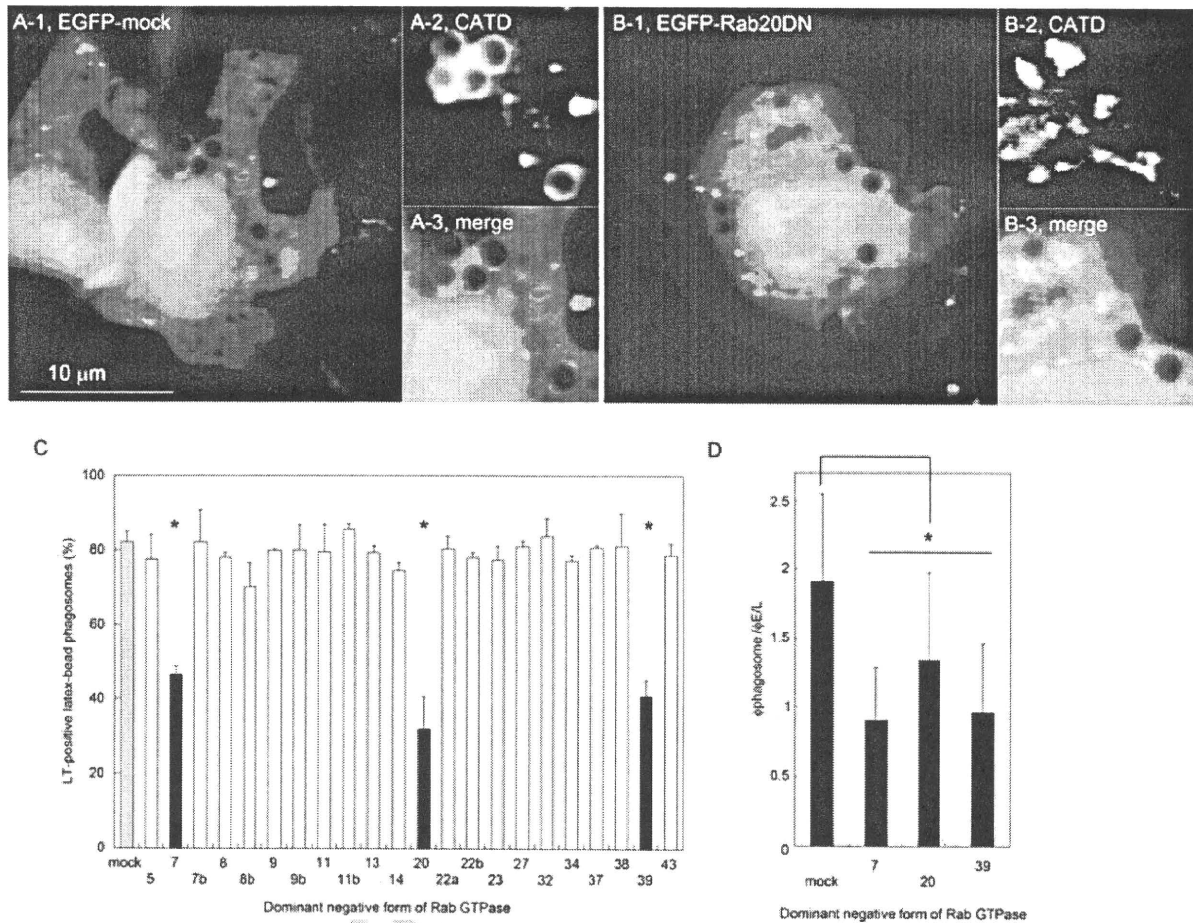 A-1, EGFP-mock
A-2, CATD
B-1, EGFP-Rab20DN
B-2, CATD
A-3, merge
B-3, merge
10 μm
C
LT-positive latex-bead phagosomes (%)
100
80
60
40
20
0
* * *
mock 7 8 9 11 13 20 22b 27 34 38 43
5 7b 8b 9b 11b 14 22a 23 32 37 39
Dominant negative form of Rab GTPase
D
ϕphagosome /ϕE/L
2.5
2
1.5
1
0.5
0
*
7 39
mock 20
Dominant negative form of Rab GTPase